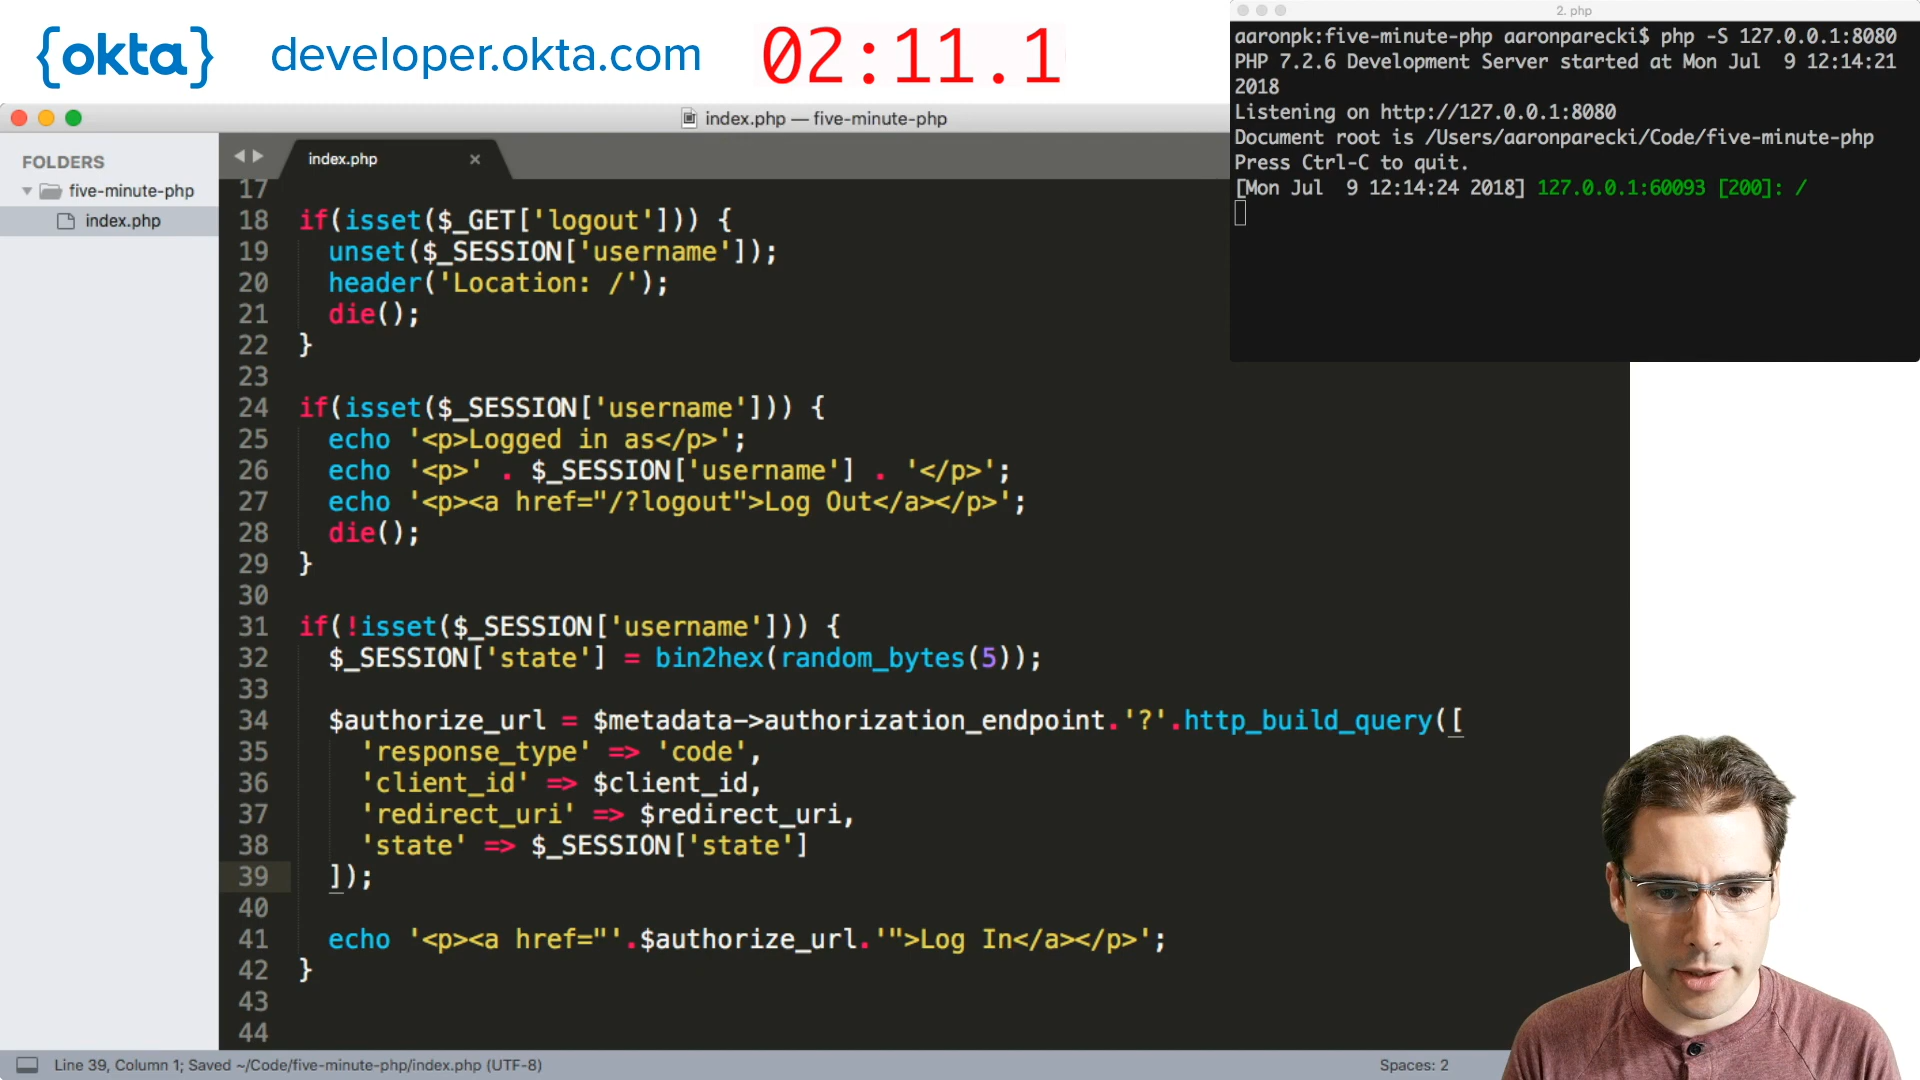 {okta}
developer.okta.com
02:11.1
2. php
aaronpk:five-minute-php aaronparecki$ php -S 127.0.0.1:8080
PHP 7.2.6 Development Server started at Mon Jul  9 12:14:21
2018
Listening on http://127.0.0.1:8080
Document root is /Users/aaronparecki/Code/five-minute-php
Press Ctrl-C to quit.
[Mon Jul  9 12:14:24 2018] 127.0.0.1:60093 [200]: /
index.php — five-minute-php
FOLDERS
five-minute-php
index.php
index.php
17
18 if(isset($_GET['logout'])) {
19   unset($_SESSION['username']);
20   header('Location: /');
21   die();
22 }
23
24 if(isset($_SESSION['username'])) {
25   echo '<p>Logged in as</p>';
26   echo '<p>' . $_SESSION['username'] . '</p>';
27   echo '<p><a href="/?logout">Log Out</a></p>';
28   die();
29 }
30
31 if(!isset($_SESSION['username'])) {
32   $_SESSION['state'] = bin2hex(random_bytes(5));
33
34   $authorize_url = $metadata->authorization_endpoint.'?'.http_build_query([
35     'response_type' => 'code',
36     'client_id' => $client_id,
37     'redirect_uri' => $redirect_uri,
38     'state' => $_SESSION['state']
39   ]);
40
41   echo '<p><a href="'.$authorize_url.'">Log In</a></p>';
42 }
43
44
Line 39, Column 1; Saved ~/Code/five-minute-php/index.php (UTF-8)
Spaces: 2